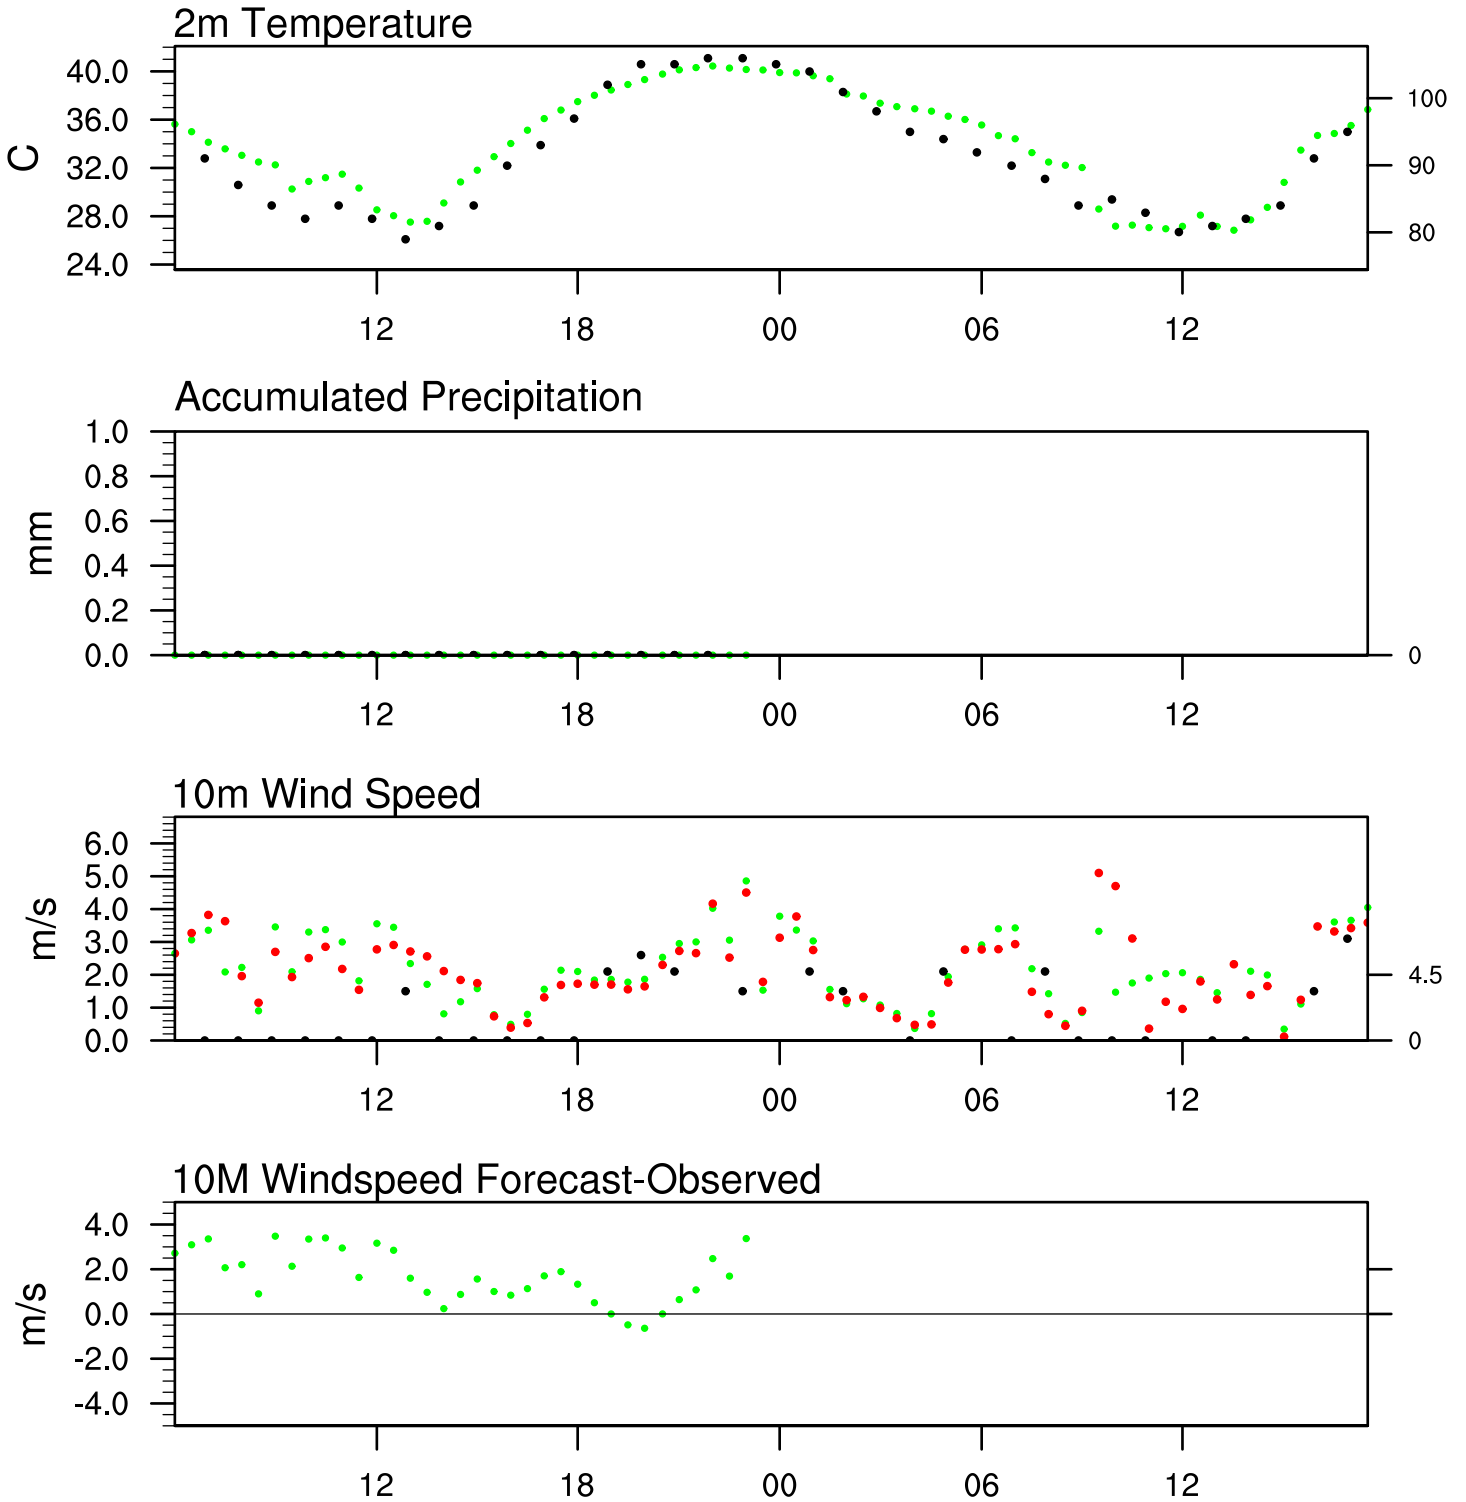 2m Temperature
40.0
36.0
32.0
28.0
24.0
C
100
90
80
12 18 00 06 12
Accumulated Precipitation
1.0
0.8
0.6
0.4
0.2
0.0
mm
0
12 18 00 06 12
10m Wind Speed
6.0
5.0
4.0
3.0
2.0
1.0
0.0
m/s
4.5
0
12 18 00 06 12
10M Windspeed Forecast-Observed
4.0
2.0
0.0
-2.0
-4.0
m/s
12 18 00 06 12